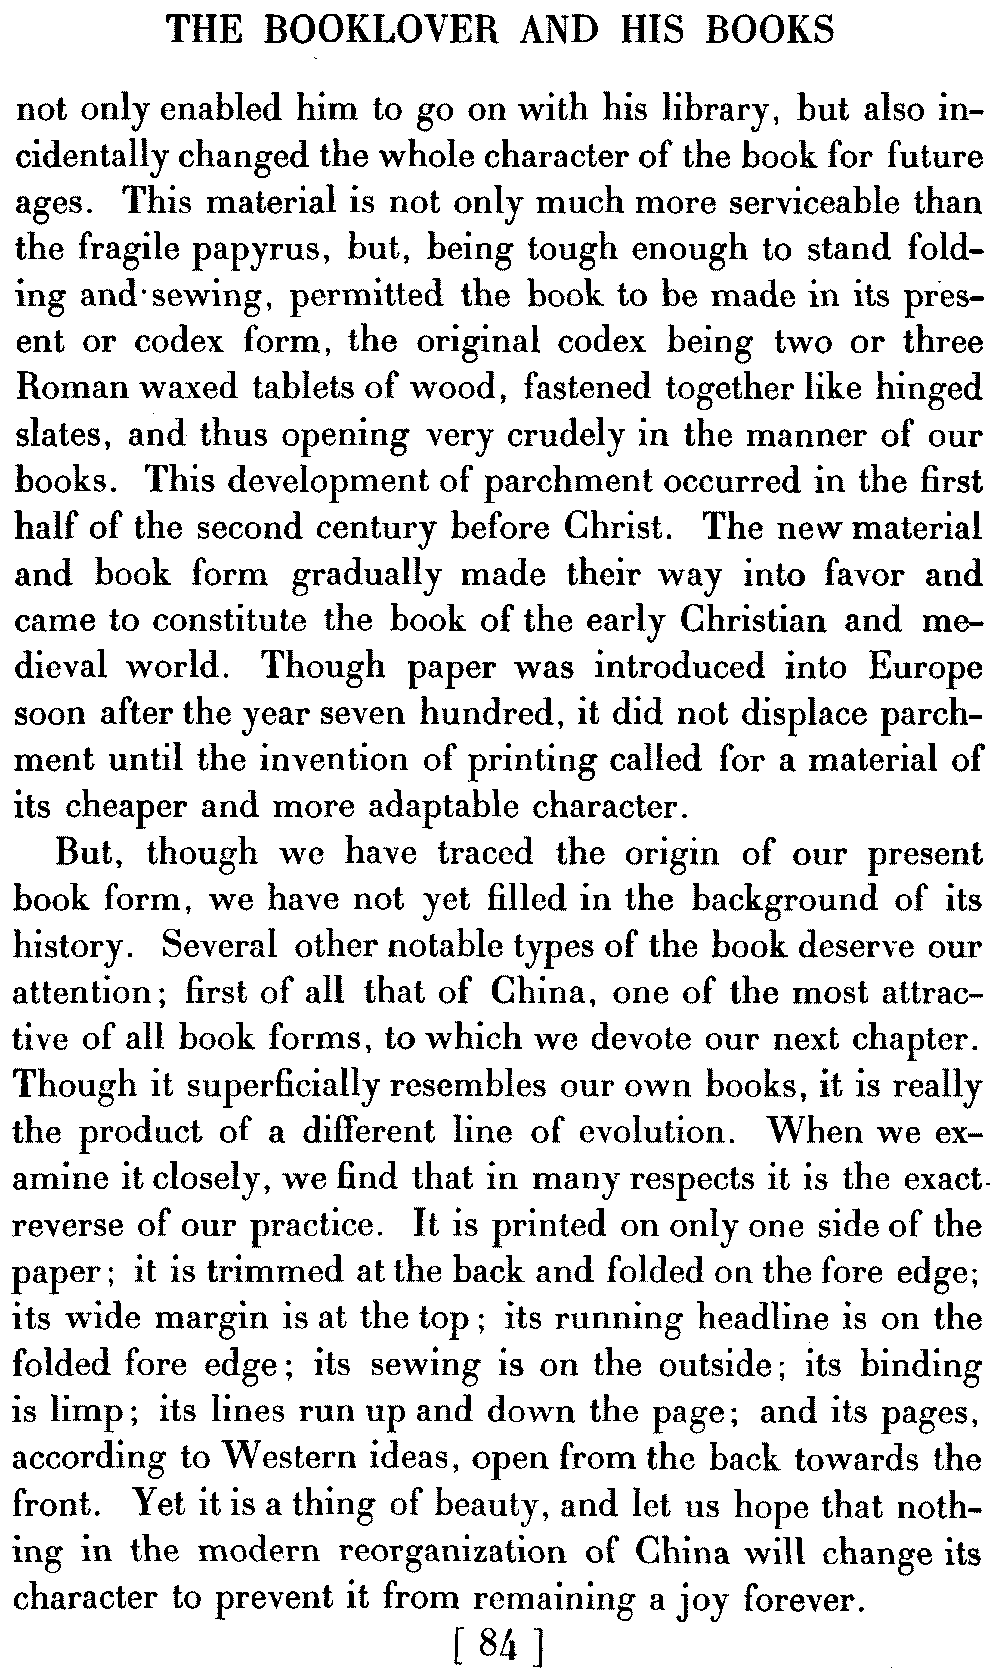 THE BOOKLOVER AND HIS BOOKS
not only enabled him to go on with his library, but also in-
cidentally changed the whole character of the book for future
ages. This material is not only much more serviceable than
the fragile papyrus, but, being tough enough to stand fold-
ing and sewing, permitted the book to be made in its pres-
ent or codex form, the original codex being two or three
Roman waxed tablets of wood, fastened together like hinged
slates, and thus opening very crudely in the manner of our
books. This development of parchment occurred in the first
half of the second century before Christ. The new material
and book form gradually made their way into favor and
came to constitute the book of the early Christian and me-
dieval world. Though paper was introduced into Europe
soon after the year seven hundred, it did not displace parch-
ment until the invention of printing called for a material of
its cheaper and more adaptable character.
But, though we have traced the origin of our present
book form, we have not yet filled in the background of its
history. Several other notable types of the book deserve our
attention; first of all that of China, one of the most attrac-
tive of all book forms, to which we devote our next chapter.
Though it superficially resembles our own books, it is really
the product of a different line of evolution. When we ex-
amine it closely, we find that in many respects it is the exact
reverse of our practice. It is printed on only one side of the
paper; it is trimmed at the back and folded on the fore edge;
its wide margin is at the top; its running headline is on the
folded fore edge; its sewing is on the outside; its binding
is limp; its lines run up and down the page; and its pages,
according to Western ideas, open from the back towards the
front. Yet it is a thing of beauty, and let us hope that noth-
ing in the modern reorganization of China will change its
character to prevent it from remaining a joy forever.
[ 84 ]